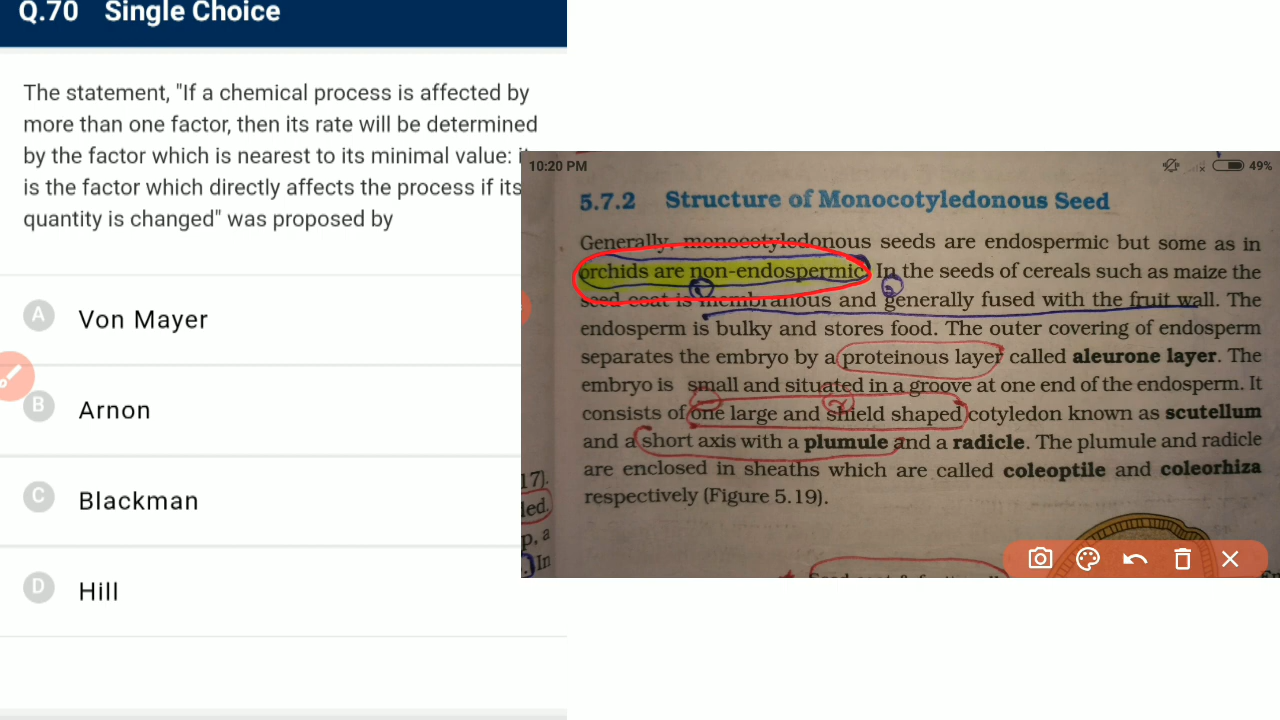 Q.70 Single Choice
The statement, "If a chemical process is affected by
more than one factor, then its rate will be determined
by the factor which is nearest to its minimal value:
is the factor which directly affects the process if its
quantity is changed" was proposed by
A Von Mayer
B Arnon
C Blackman
D Hill
10:20 PM 49%
5.7.2 Structure of Monocotyledonous Seed
Generally, monocotyledonous seeds are endospermic but some as in
orchids are non-endospermic. In the seeds of cereals such as maize the
seed coat is membranous and generally fused with the fruit wall. The
endosperm is bulky and stores food. The outer covering of endosperm
separates the embryo by a proteinous layer called aleurone layer. The
embryo is small and situated in a groove at one end of the endosperm. It
consists of one large and shield shaped cotyledon known as scutellum
and a short axis with a plumule and a radicle. The plumule and radicle
are enclosed in sheaths which are called coleoptile and coleorhiza
respectively (Figure 5.19).
17).
led.
p, a
In